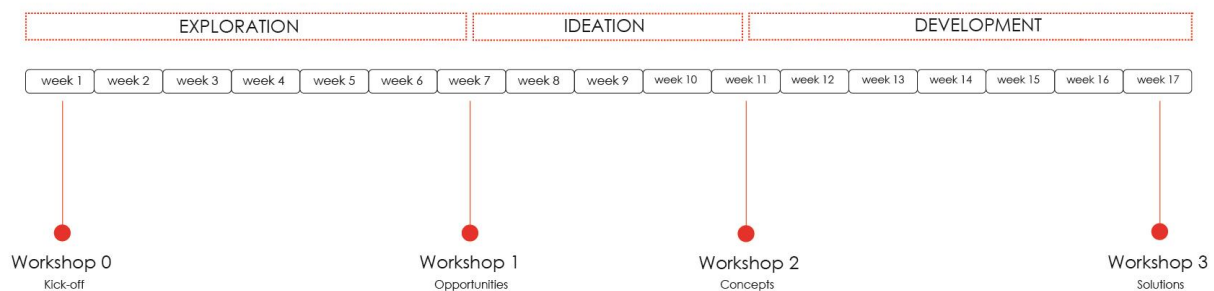 EXPLORATION IDEATION DEVELOPMENT
week 1 week 2 week 3 week 4 week 5 week 6 week 7 week 8 week 9 week 10 week 11 week 12 week 13 week 14 week 15 week 16 week 17
Workshop 0 Workshop 1 Workshop 2 Workshop 3
Kick-off Opportunities Concepts Solutions